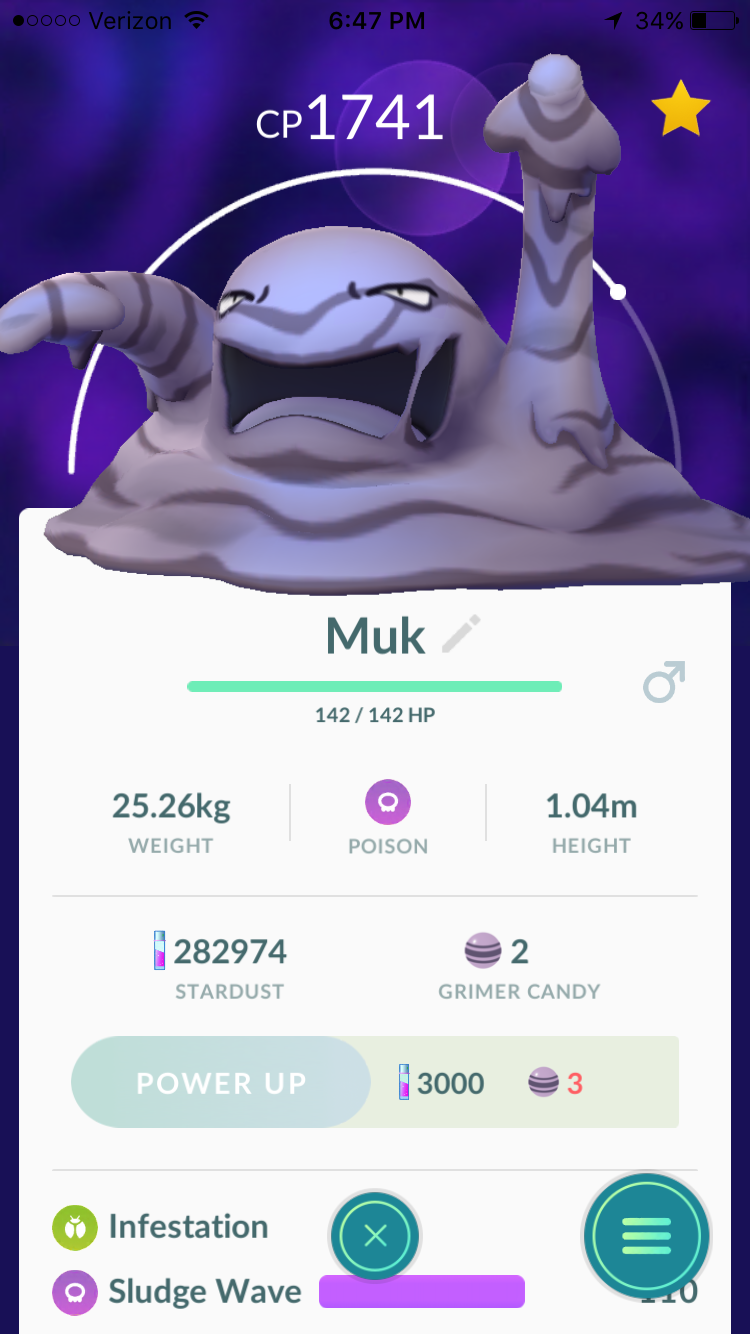 Verizon 6:47 PM 34%
CP1741
Muk
142 / 142 HP
25.26kg 1.04m
WEIGHT POISON HEIGHT
282974 2
STARDUST GRIMER CANDY
POWER UP 3000 3
Infestation
Sludge Wave 110